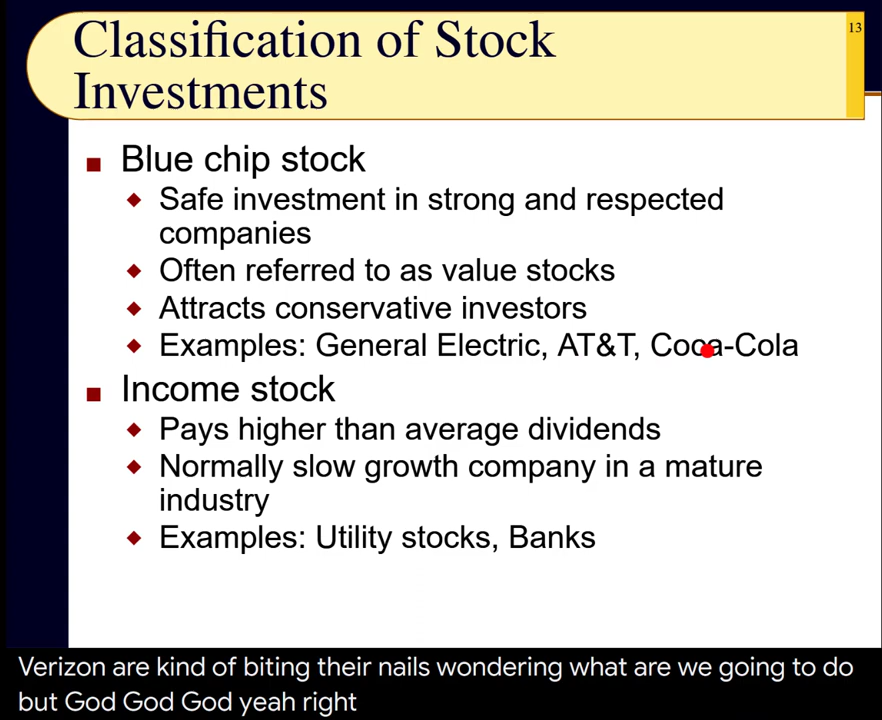 13
Classification of Stock
Investments
Blue chip stock
Safe investment in strong and respected
companies
Often referred to as value stocks
Attracts conservative investors
Examples: General Electric, AT&T, Coca-Cola
Income stock
Pays higher than average dividends
Normally slow growth company in a mature
industry
Examples: Utility stocks, Banks
Verizon are kind of biting their nails wondering what are we going to do
but God God God yeah right